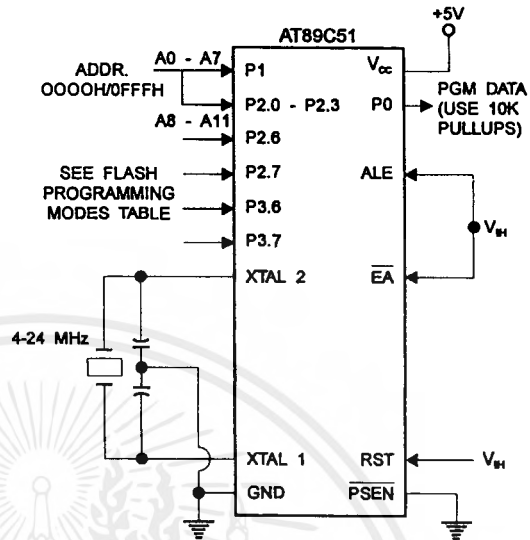 AT89C51
+5V
A0 - A7
ADDR.
OOOOH/0FFFH
A8 - A11
SEE FLASH
PROGRAMMING
MODES TABLE
4-24 MHz
P1
P2.0 - P2.3
P2.6
P2.7
P3.6
P3.7
XTAL 2
XTAL 1
GND
VCC
P0
ALE
EA
RST
PSEN
PGM DATA
(USE 10K
PULLUPS)
VIH
VIH